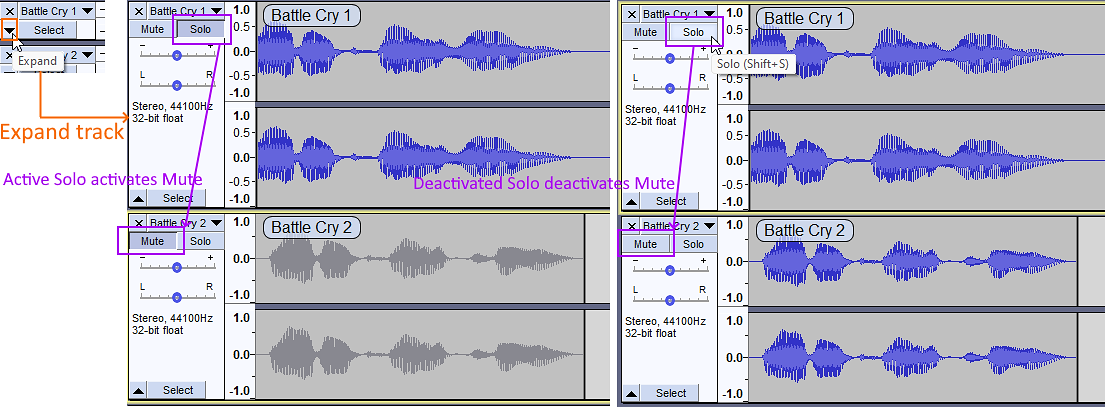 Battle Cry 1
Select
Expand
Cry 2
Expand track
Active Solo activates Mute
Battle Cry 1
Mute Solo
- +
L R
Stereo, 44100Hz
32-bit float
Select
1.0
0.5
0.0
-0.5
-1.0
1.0
0.5
0.0-
-0.5
-1.0
Battle Cry 1
Battle Cry 2
Mute Solo
- +
L R
Stereo, 44100Hz
32-bit float
Select
1.0
0.0-
-1.0
1.0
0.0-
-1.0
Battle Cry 2
Deactivated Solo deactivates Mute
Battle Cry 1
Mute Solo
Solo (Shift+S)
- +
L R
Stereo, 44100Hz
32-bit float
Select
1.0
-0.5
-1.0
1.0
0.5
0.0-
-0.5
-1.0
Battle Cry 1
Battle Cry 2
Mute Solo
- +
L R
Stereo, 44100Hz
32-bit float
Select
1.0
0.0-
-1.0
1.0
0.0-
-1.0
Battle Cry 2